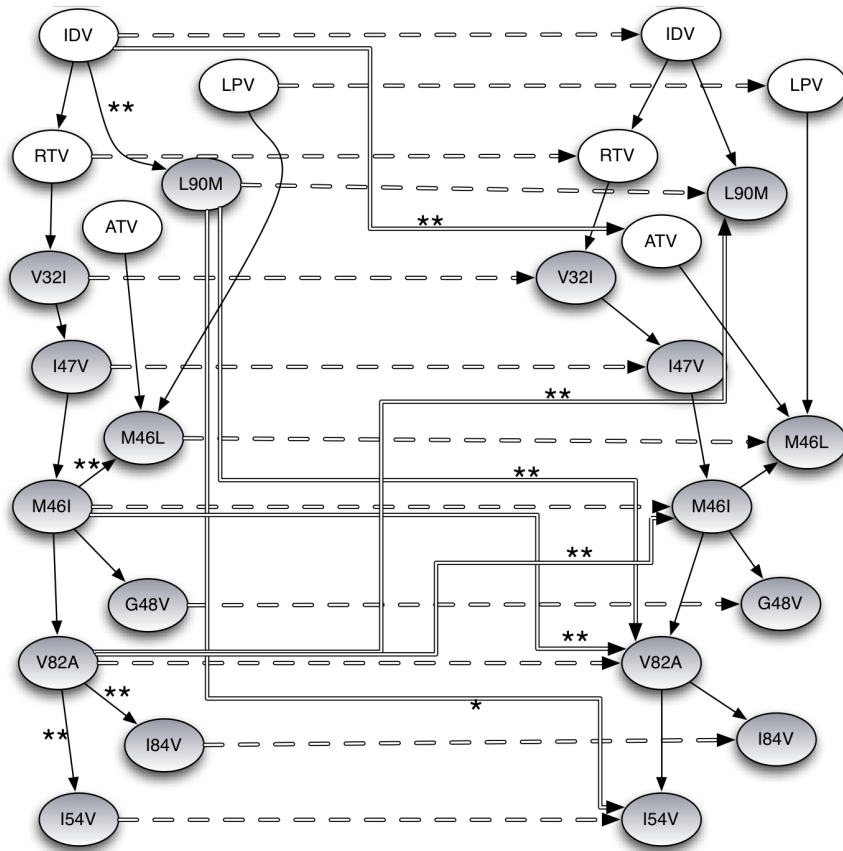 IDV
IDV
LPV
LPV
**
RTV
RTV
L90M
L90M
ATV
**
ATV
V32I
V32I
I47V
I47V
**
M46L
M46L
**
**
M46I
M46I
**
G48V
G48V
**
V82A
V82A
**
*
**
I84V
I84V
I54V
I54V